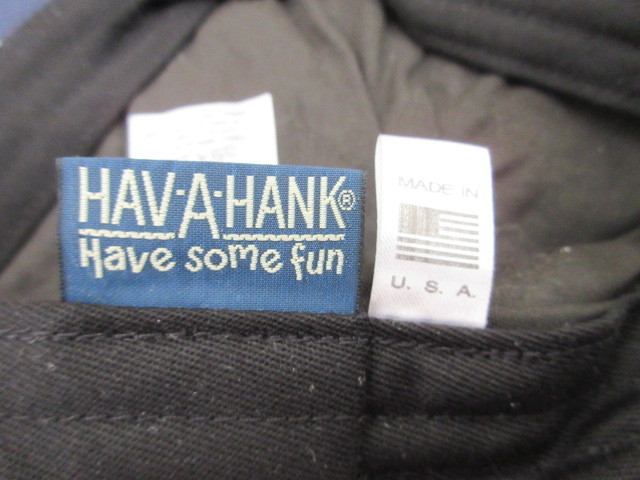 HAV-A-HANK®
Have some fun
MADE IN
U. S. A.